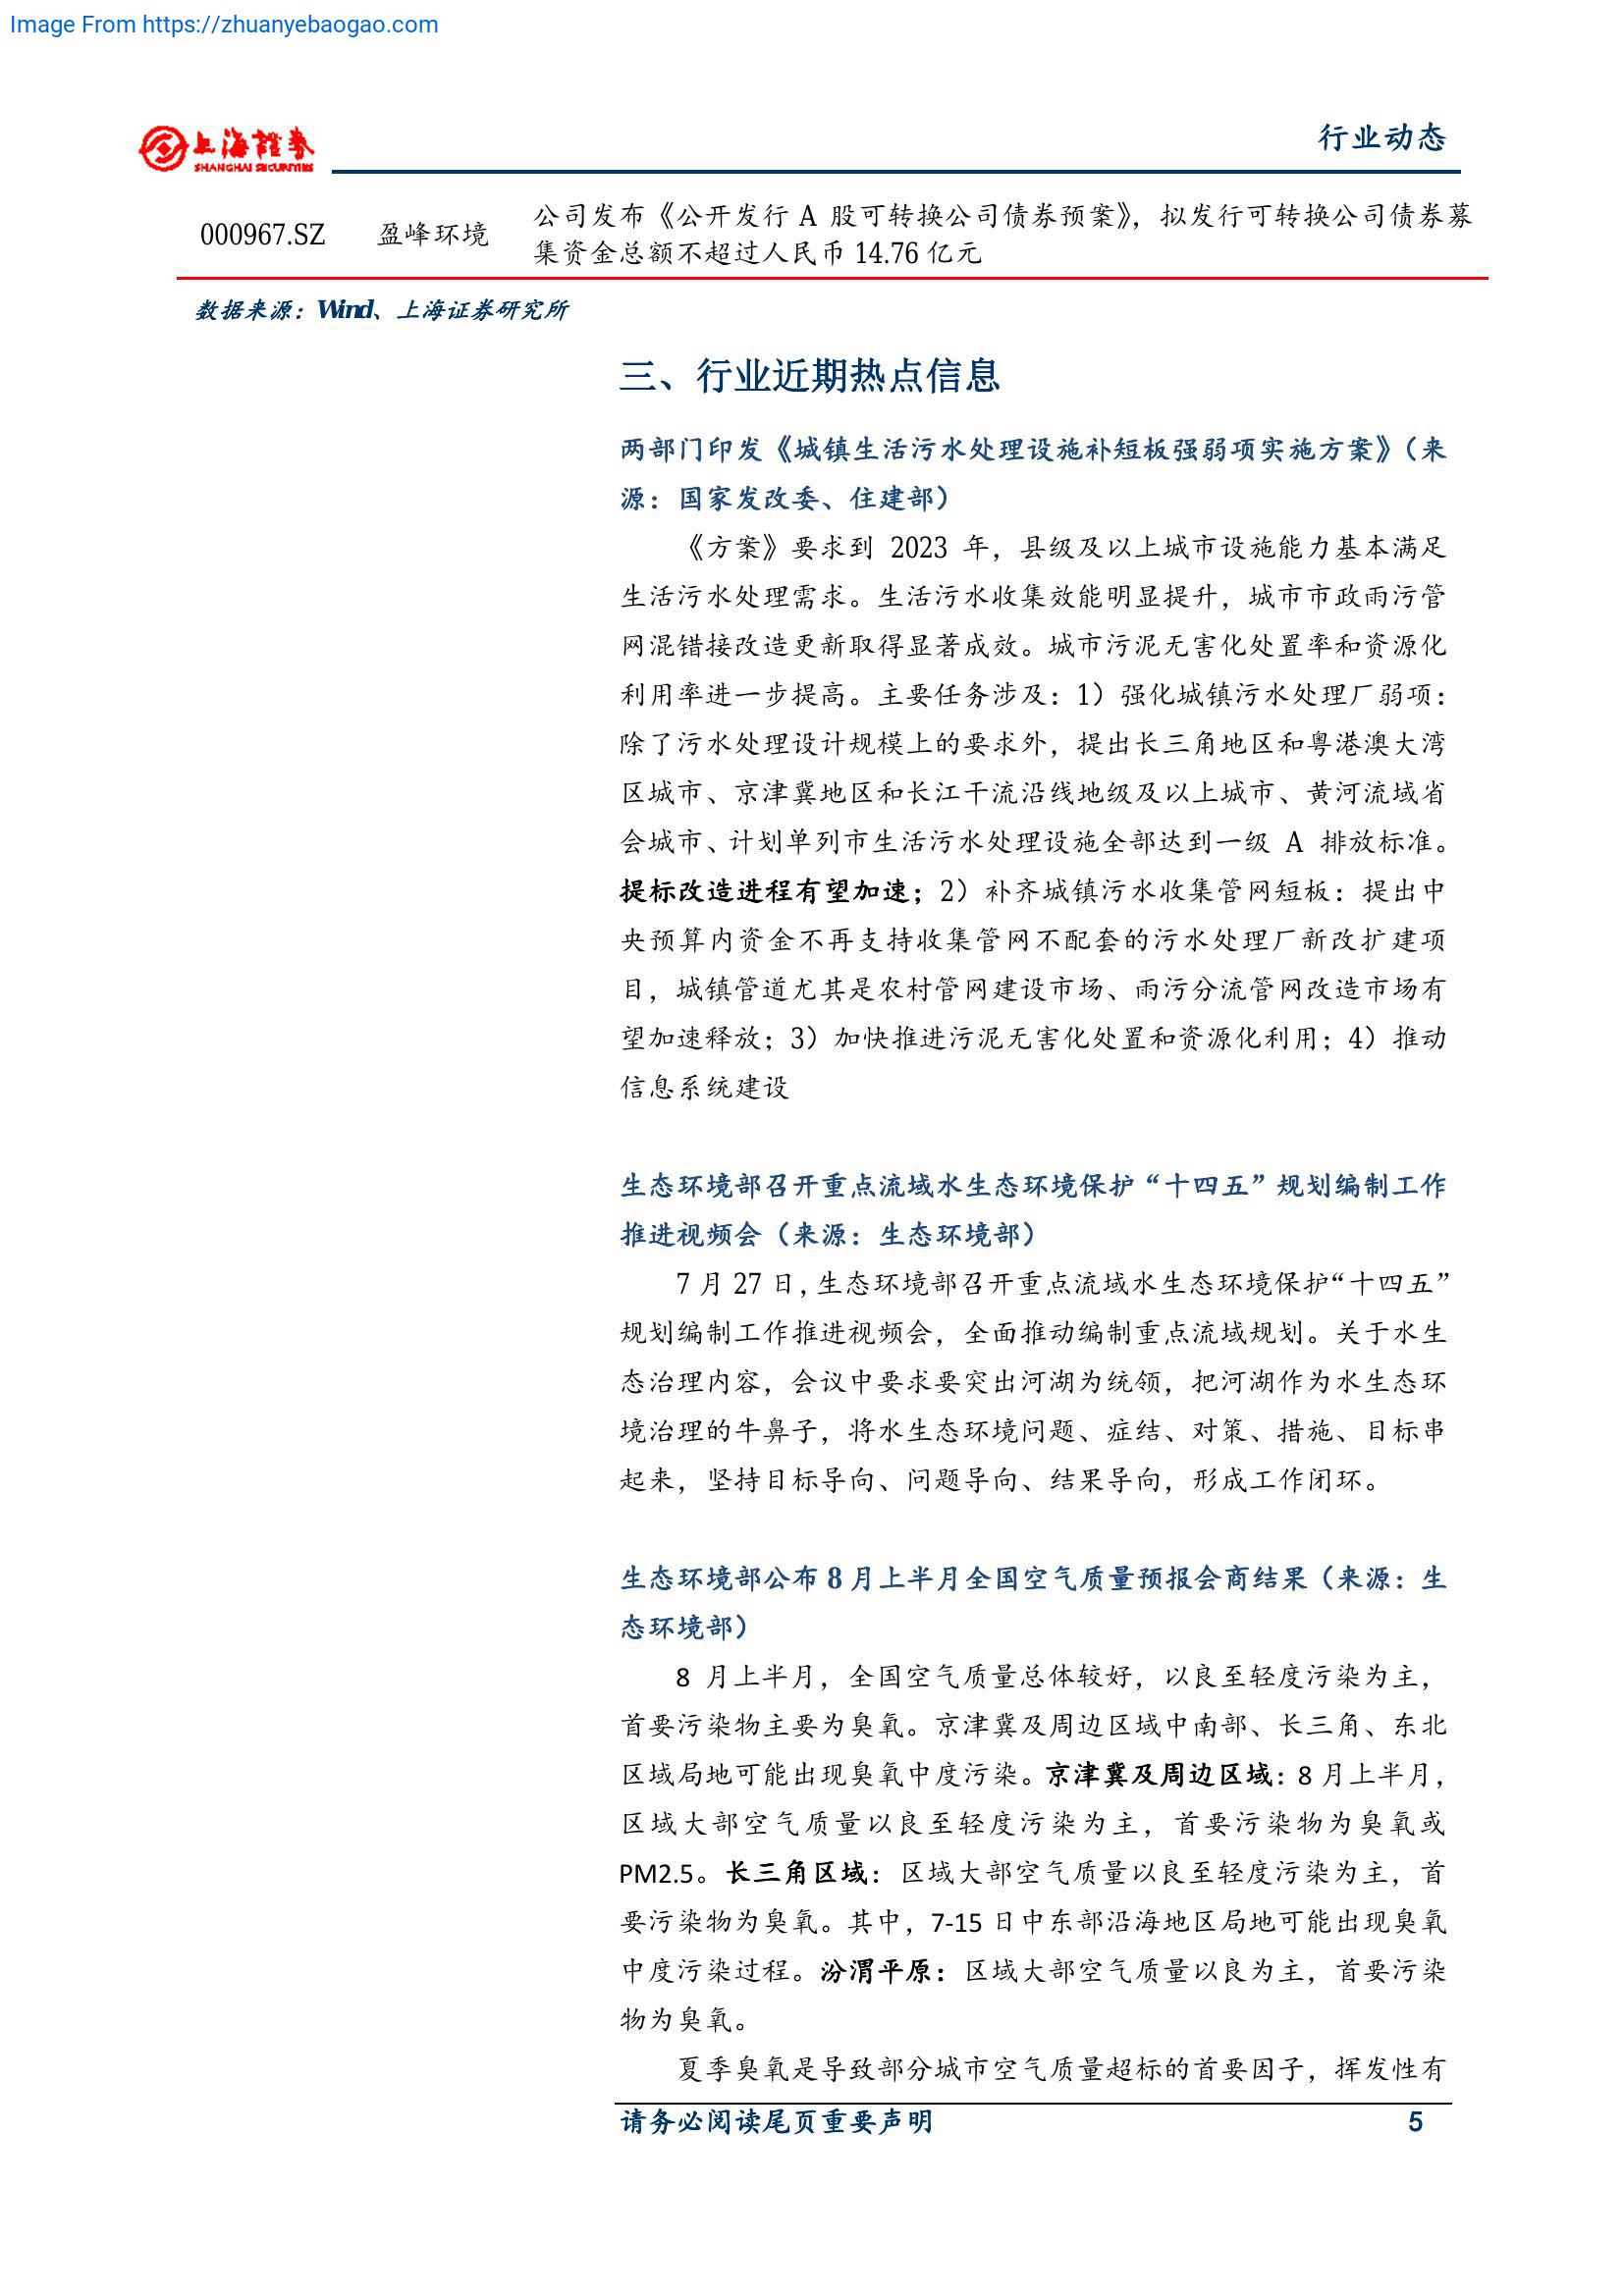 Image From https://zhuanyebaogao.com
上海證券
SHANGHAI SECURITIES
行业动态
000967.SZ 盈峰环境 公司发布《公开发行 A 股可转换公司债券预案》，拟发行可转换公司债券募
集资金总额不超过人民币 14.76 亿元
数据来源：Wind、上海证券研究所
三、行业近期热点信息
两部门印发《城镇生活污水处理设施补短板强弱项实施方案》（来
源：国家发改委、住建部）
《方案》要求到 2023 年，县级及以上城市设施能力基本满足
生活污水处理需求。生活污水收集效能明显提升，城市市政雨污管
网混错接改造更新取得显著成效。城市污泥无害化处置率和资源化
利用率进一步提高。主要任务涉及：1）强化城镇污水处理厂弱项：
除了污水处理设计规模上的要求外，提出长三角地区和粤港澳大湾
区城市、京津冀地区和长江干流沿线地级及以上城市、黄河流域省
会城市、计划单列市生活污水处理设施全部达到一级 A 排放标准。
提标改造进程有望加速；2）补齐城镇污水收集管网短板：提出中
央预算内资金不再支持收集管网不配套的污水处理厂新改扩建项
目，城镇管道尤其是农村管网建设市场、雨污分流管网改造市场有
望加速释放；3）加快推进污泥无害化处置和资源化利用；4）推动
信息系统建设
生态环境部召开重点流域水生态环境保护“十四五”规划编制工作
推进视频会（来源：生态环境部）
7 月 27 日，生态环境部召开重点流域水生态环境保护“十四五”
规划编制工作推进视频会，全面推动编制重点流域规划。关于水生
态治理内容，会议中要求要突出河湖为统领，把河湖作为水生态环
境治理的牛鼻子，将水生态环境问题、症结、对策、措施、目标串
起来，坚持目标导向、问题导向、结果导向，形成工作闭环。
生态环境部公布 8 月上半月全国空气质量预报会商结果（来源：生
态环境部）
8 月上半月，全国空气质量总体较好，以良至轻度污染为主，
首要污染物主要为臭氧。京津冀及周边区域中南部、长三角、东北
区域局地可能出现臭氧中度污染。京津冀及周边区域：8 月上半月，
区域大部空气质量以良至轻度污染为主，首要污染物为臭氧或
PM2.5。长三角区域：区域大部空气质量以良至轻度污染为主，首
要污染物为臭氧。其中，7-15 日中东部沿海地区局地可能出现臭氧
中度污染过程。汾渭平原：区域大部空气质量以良为主，首要污染
物为臭氧。
夏季臭氧是导致部分城市空气质量超标的首要因子，挥发性有
请务必阅读尾页重要声明 5